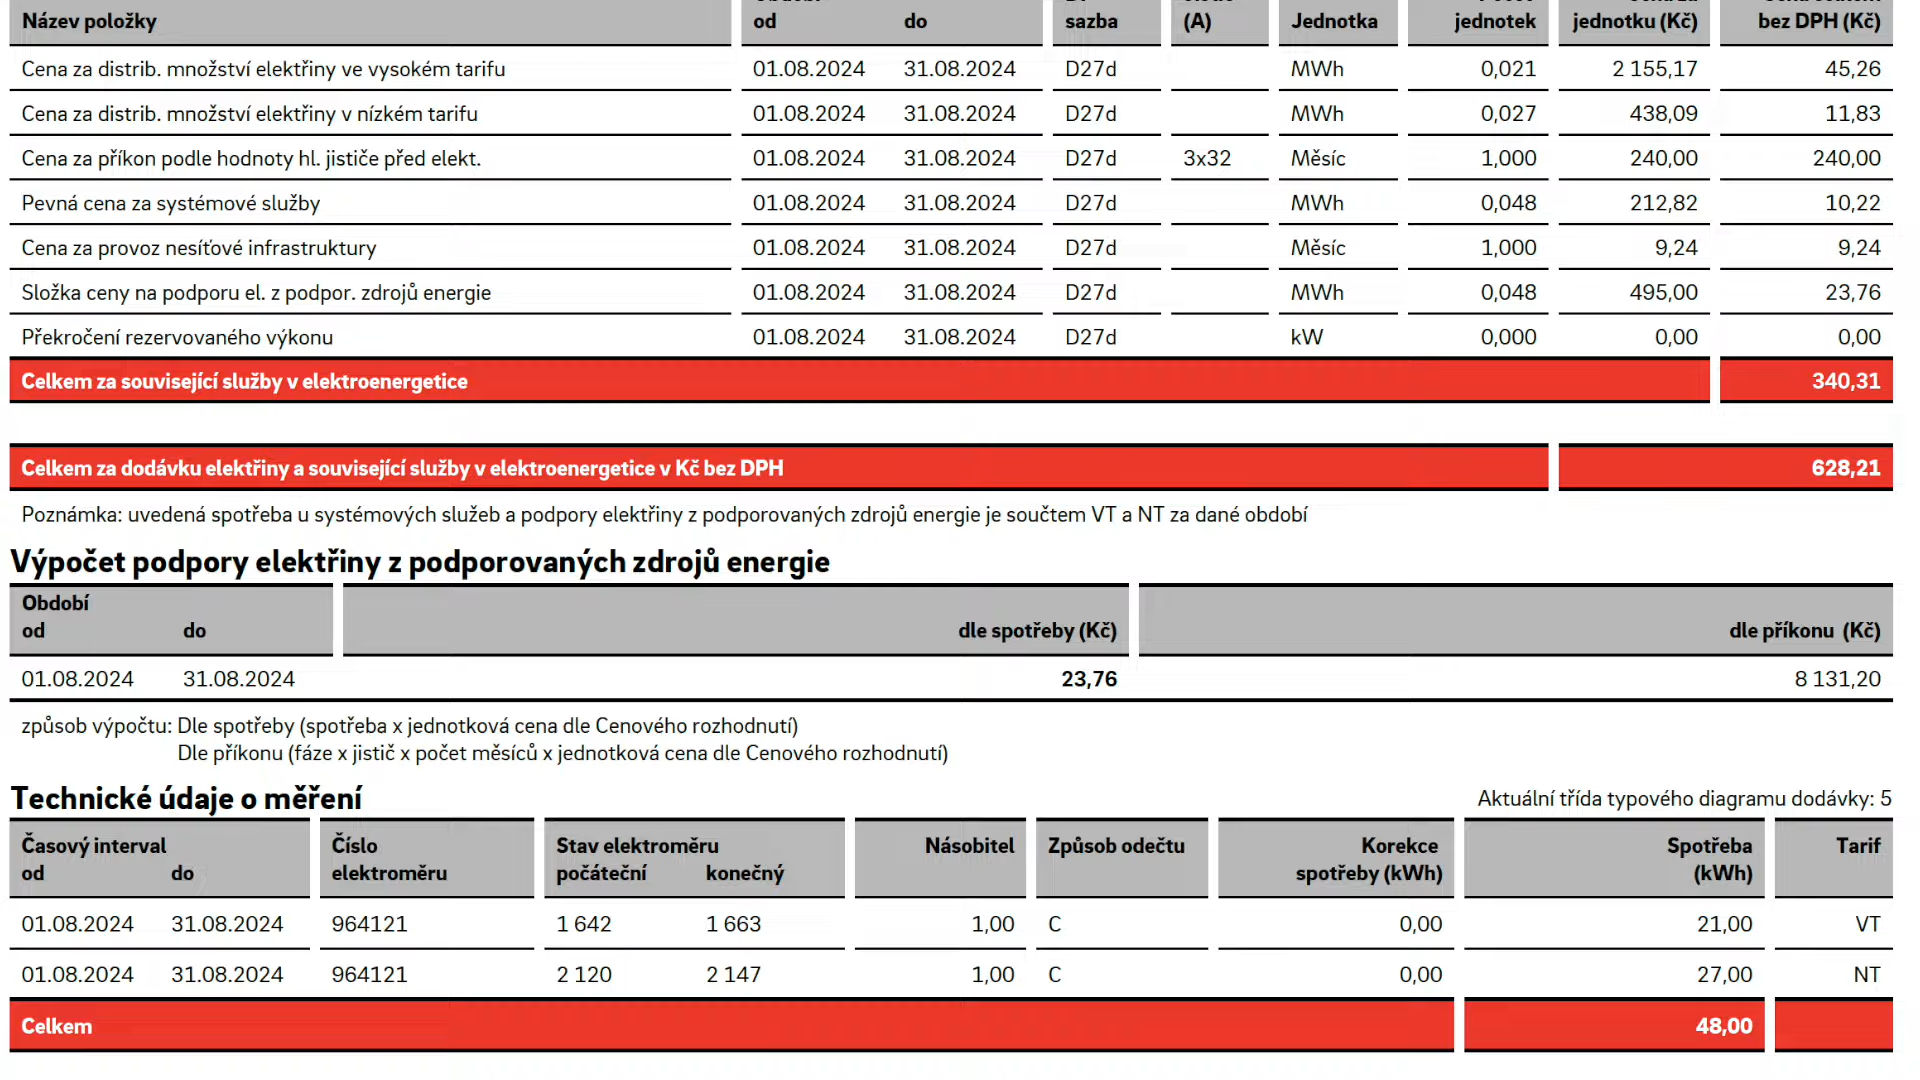 Název položky od do sazba (A) Jednotka jednotek jednotku (Kč) bez DPH (Kč)
Cena za distrib. množství elektřiny ve vysokém tarifu 01.08.2024 31.08.2024 D27d MWh 0,021 2 155,17 45,26
Cena za distrib. množství elektřiny v nízkém tarifu 01.08.2024 31.08.2024 D27d MWh 0,027 438,09 11,83
Cena za příkon podle hodnoty hl. jističe před elekt. 01.08.2024 31.08.2024 D27d 3x32 Měsíc 1,000 240,00 240,00
Pevná cena za systémové služby 01.08.2024 31.08.2024 D27d MWh 0,048 212,82 10,22
Cena za provoz nesíťové infrastruktury 01.08.2024 31.08.2024 D27d Měsíc 1,000 9,24 9,24
Složka ceny na podporu el. z podpor. zdrojů energie 01.08.2024 31.08.2024 D27d MWh 0,048 495,00 23,76
Překročení rezervovaného výkonu 01.08.2024 31.08.2024 D27d kW 0,000 0,00 0,00
Celkem za související služby v elektroenergetice 340,31
Celkem za dodávku elektřiny a související služby v elektroenergetice v Kč bez DPH 628,21
Poznámka: uvedená spotřeba u systémových služeb a podpory elektřiny z podporovaných zdrojů energie je součtem VT a NT za dané období
Výpočet podpory elektřiny z podporovaných zdrojů energie
Období
od do dle spotřeby (Kč) dle příkonu (Kč)
01.08.2024 31.08.2024 23,76 8 131,20
způsob výpočtu: Dle spotřeby (spotřeba x jednotková cena dle Cenového rozhodnutí)
Dle příkonu (fáze x jistič x počet měsíců x jednotková cena dle Cenového rozhodnutí)
Technické údaje o měření Aktuální třída typového diagramu dodávky: 5
Časový interval Číslo Stav elektroměru Násobitel Způsob odečtu Korekce Spotřeba Tarif
od do elektroměru počáteční konečný spotřeby (kWh) (kWh)
01.08.2024 31.08.2024 964121 1 642 1 663 1,00 C 0,00 21,00 VT
01.08.2024 31.08.2024 964121 2 120 2 147 1,00 C 0,00 27,00 NT
Celkem 48,00